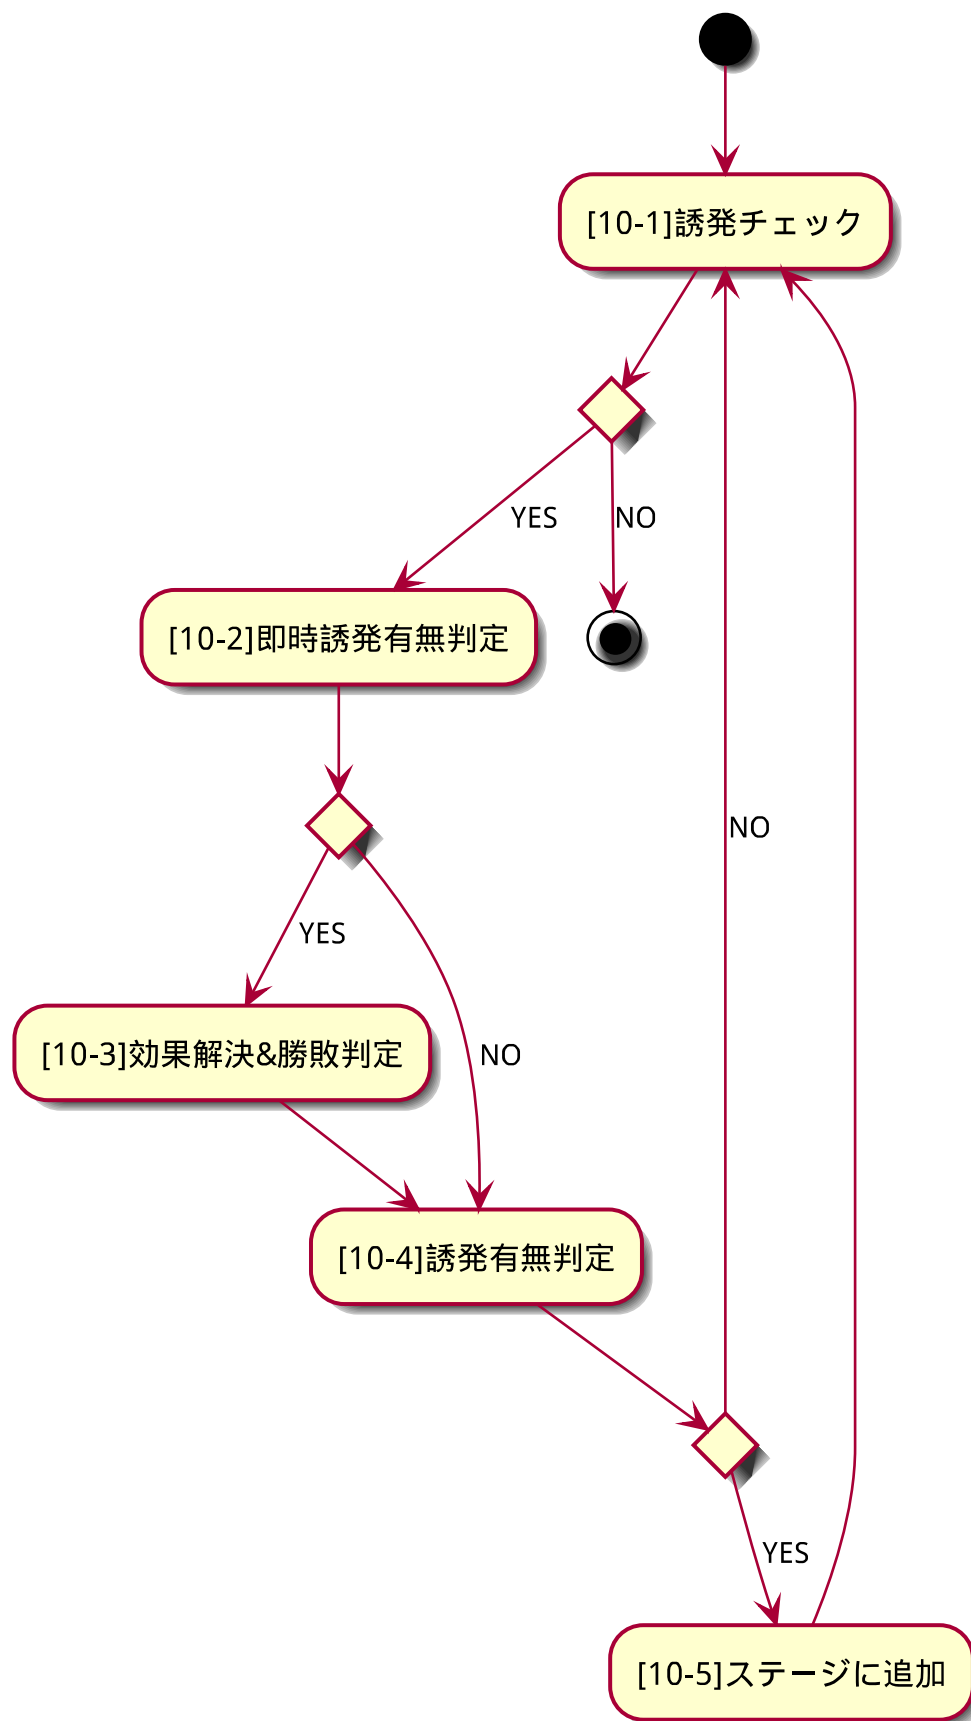 [10-1]誘発チェック
YES
NO
[10-2]即時誘発有無判定
NO
YES
[10-3]効果解決&勝敗判定
NO
[10-4]誘発有無判定
YES
[10-5]ステージに追加